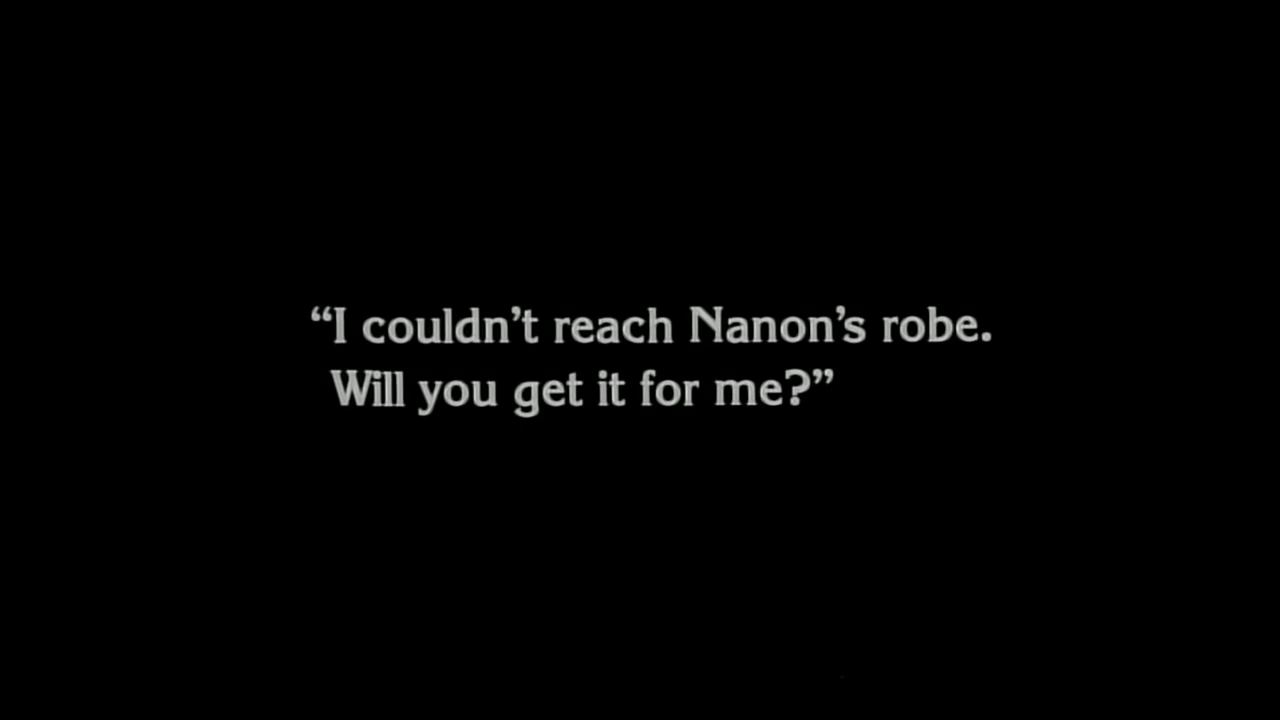 “I couldn’t reach Nanon’s robe.
Will you get it for me?”